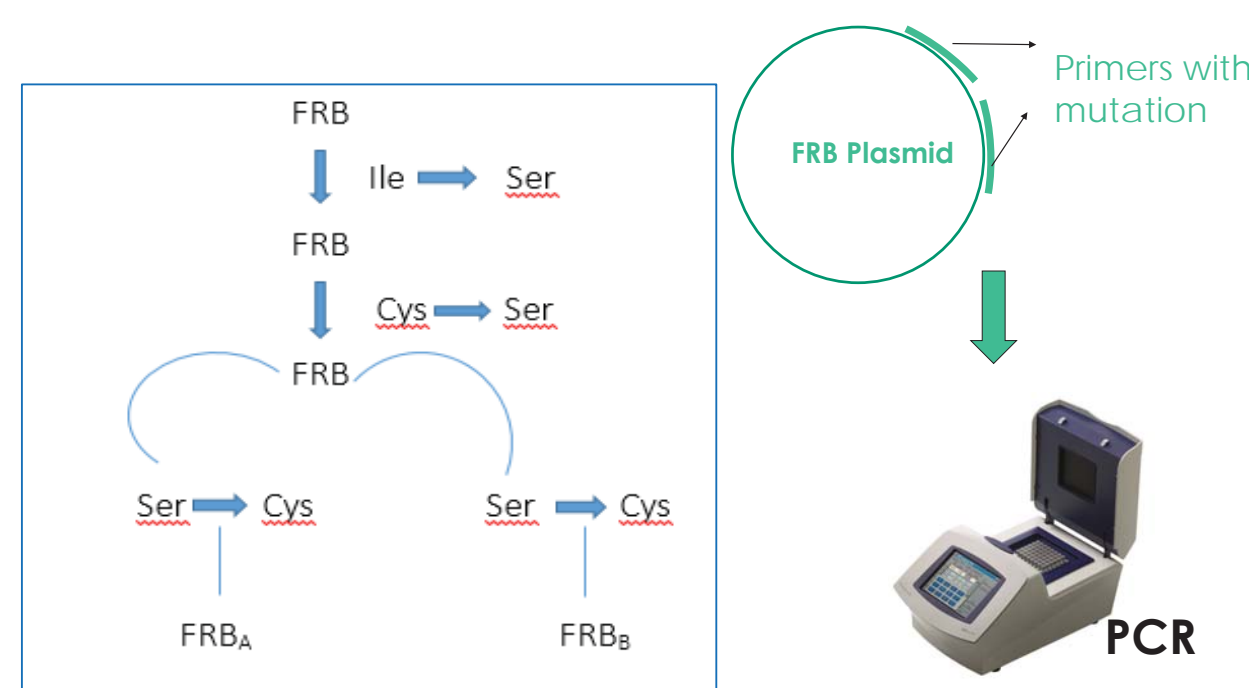 FRB
Ile Ser
FRB
Cys Ser
FRB
Ser Cys Ser Cys
FRBA FRBB
Primers with
mutation
FRB Plasmid
PCR